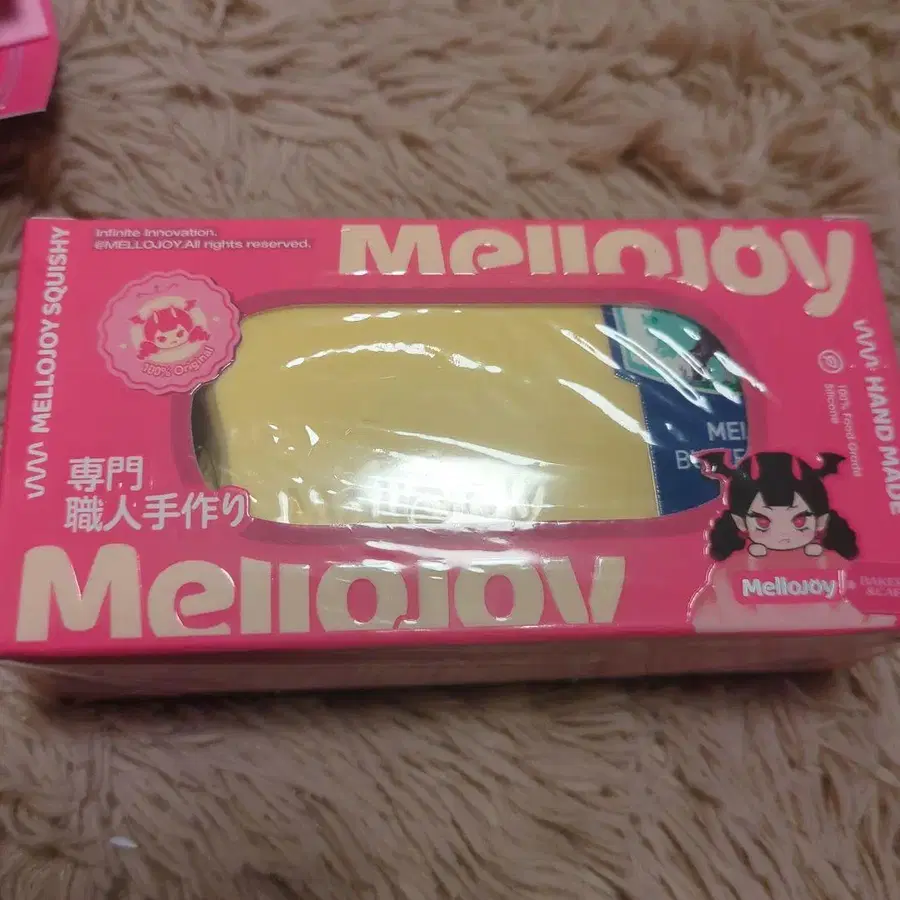 Infinite Innovation.
@MELLOJOY.All rights reserved.
MelloJoy
MELLOJOY SQUISHY
100% Original
HAND MADE
100% Food Grade
Silicone
専門
職人手作り
MelloJoy
MelloJoy!